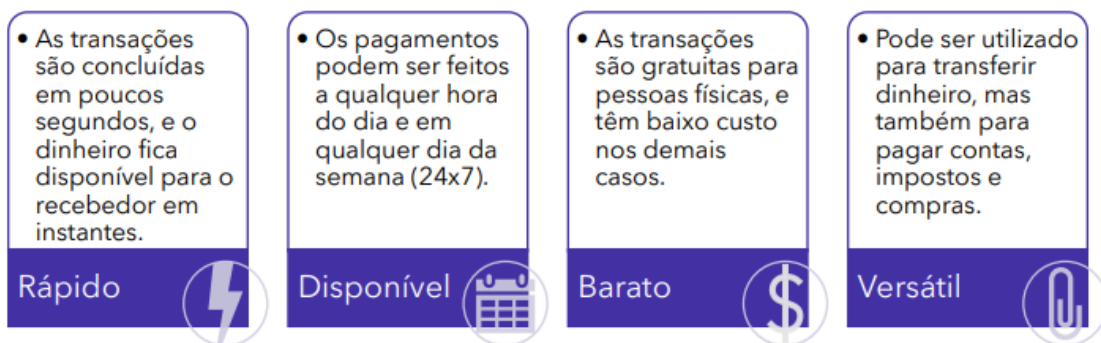 • As transações
são concluídas
em poucos
segundos, e o
dinheiro fica
disponível para o
recebedor em
instantes.
Rápido
• Os pagamentos
podem ser feitos
a qualquer hora
do dia e em
qualquer dia da
semana (24x7).
Disponível
• As transações
são gratuitas para
pessoas físicas, e
têm baixo custo
nos demais
casos.
Barato
• Pode ser utilizado
para transferir
dinheiro, mas
também para
pagar contas,
impostos e
compras.
Versátil